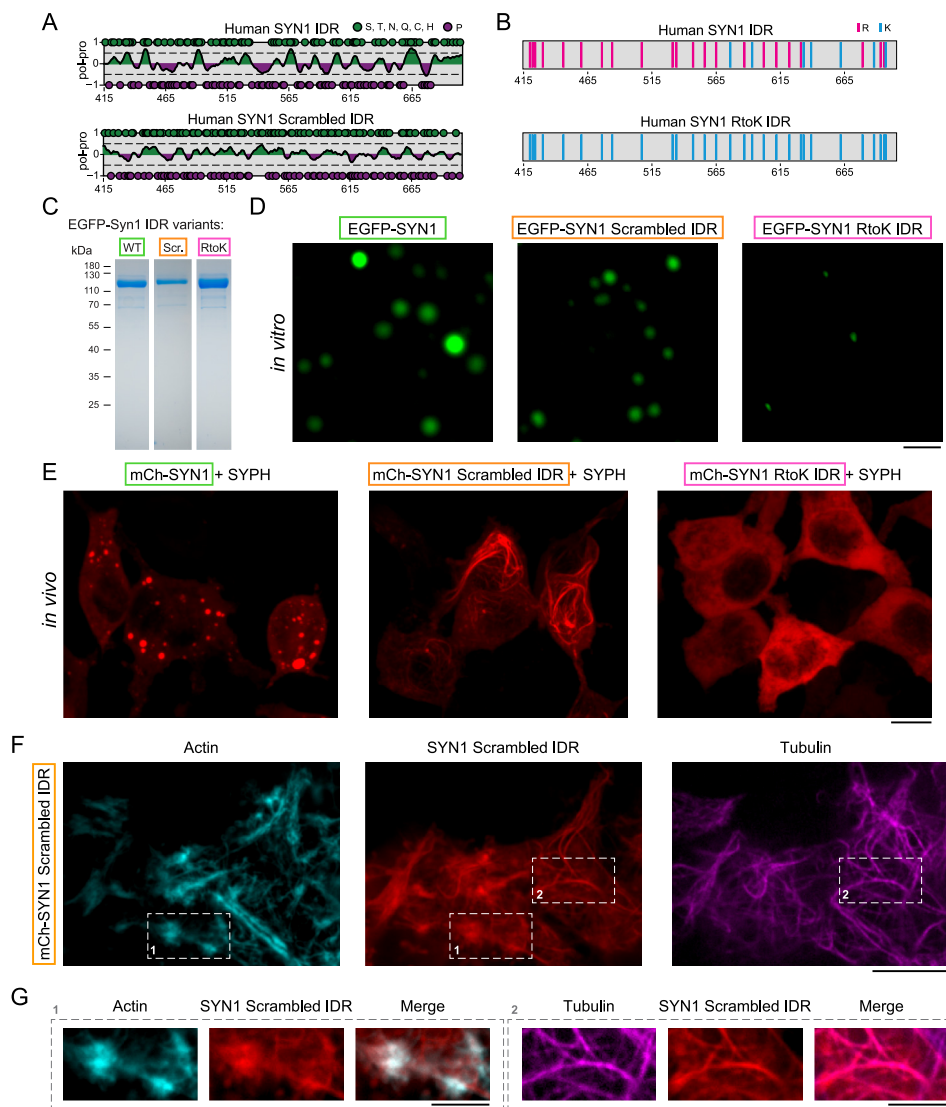 A
Human SYN1 IDR
S, T, N, Q, C, H
P
pol-pro
1
0
−1
415 465 515 565 615 665
Human SYN1 Scrambled IDR
pol-pro
1
0
−1
415 465 515 565 615 665
B
Human SYN1 IDR
R K
415 465 515 565 615 665
Human SYN1 RtoK IDR
415 465 515 565 615 665
C
EGFP-Syn1 IDR variants:
kDa
WT Scr. RtoK
180
130
110
70
55
40
35
25
D
EGFP-SYN1
EGFP-SYN1 Scrambled IDR
EGFP-SYN1 RtoK IDR
in vitro
E
mCh-SYN1 + SYPH
mCh-SYN1 Scrambled IDR + SYPH
mCh-SYN1 RtoK IDR + SYPH
in vivo
F
Actin
SYN1 Scrambled IDR
Tubulin
mCh-SYN1 Scrambled IDR
1
1
2
2
G
1
Actin
SYN1 Scrambled IDR
Merge
2
Tubulin
SYN1 Scrambled IDR
Merge